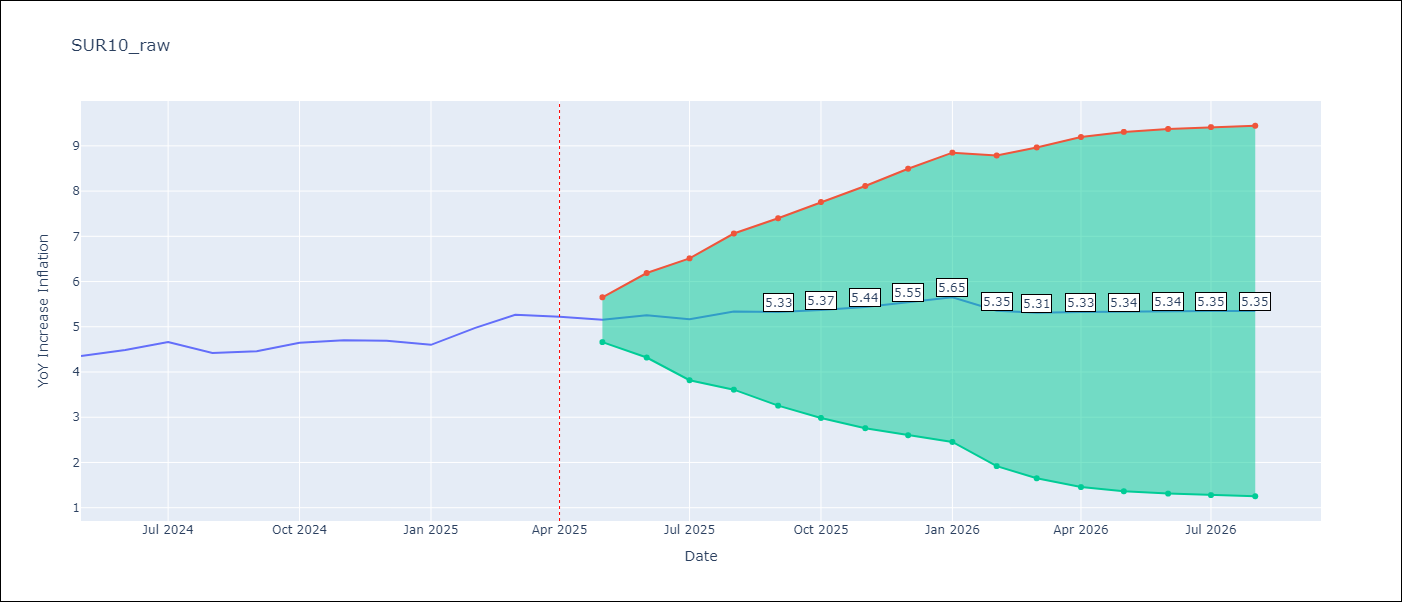 SUR10_raw
YoY Increase Inflation
9
8
7
6
5
4
3
2
1
5.33
5.37
5.44
5.55
5.65
5.35
5.31
5.33
5.34
5.34
5.35
5.35
Jul 2024
Oct 2024
Jan 2025
Apr 2025
Jul 2025
Oct 2025
Jan 2026
Apr 2026
Jul 2026
Date